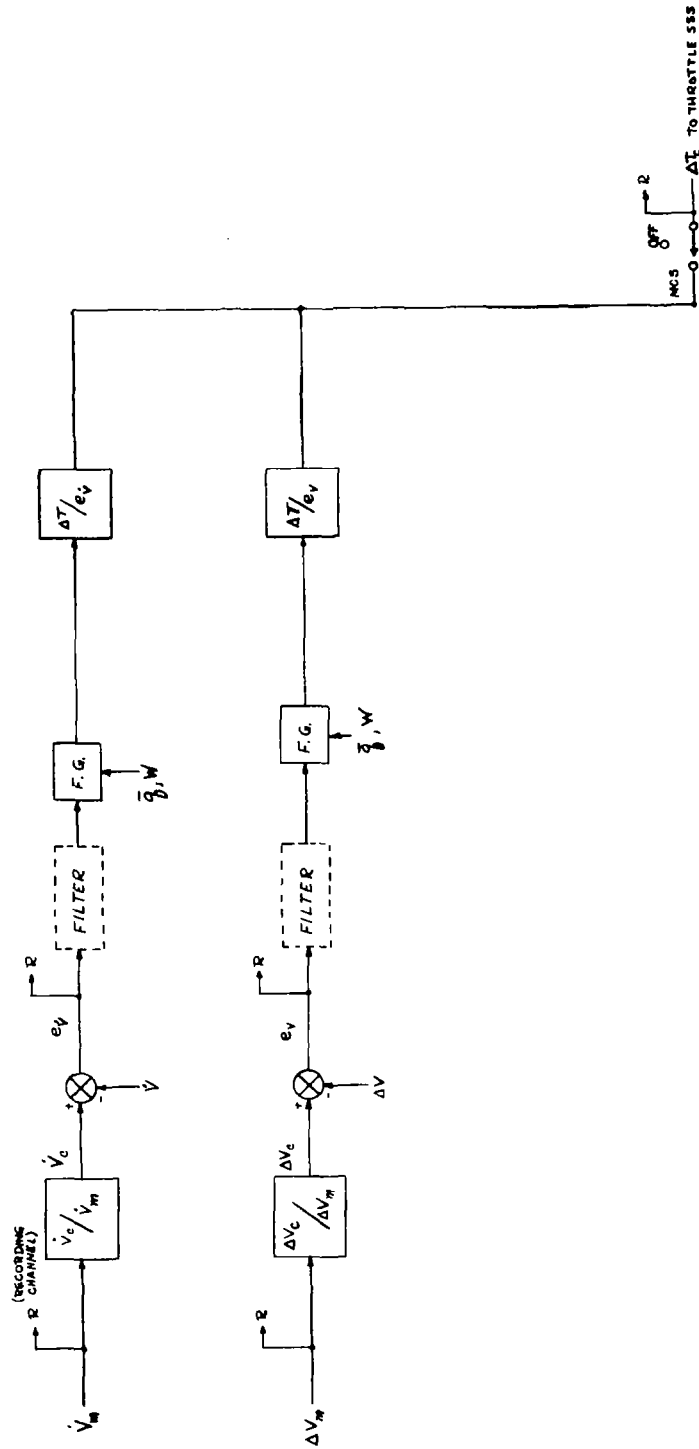 V̇m
R (RECORDING CHANNEL)
V̇c/V̇m
V̇c
+
-
V̇
eV̇
R
FILTER
F.G.
q̄, W
ΔT/eV̇
ΔVm
R
ΔVc/ΔVm
ΔVc
+
-
ΔV
eV
R
FILTER
F.G.
q̄, W
ΔT/eV
MCS
OFF
R
ΔTc TO THROTTLE SSS